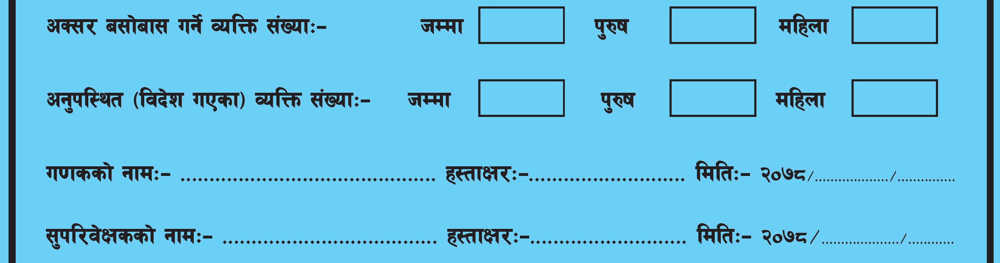 अक्सर बसोबास गर्ने व्यक्ति संख्याः- जम्मा पुरुष महिला
अनुपस्थित (विदेश गएका) व्यक्ति संख्याः- जम्मा पुरुष महिला
गणकको नामः- ............................................ हस्ताक्षरः-........................... मितिः- २०७८/.................../...............
सुपरिवेक्षकको नामः- ..................................... हस्ताक्षरः-........................... मितिः- २०७८/..................../............